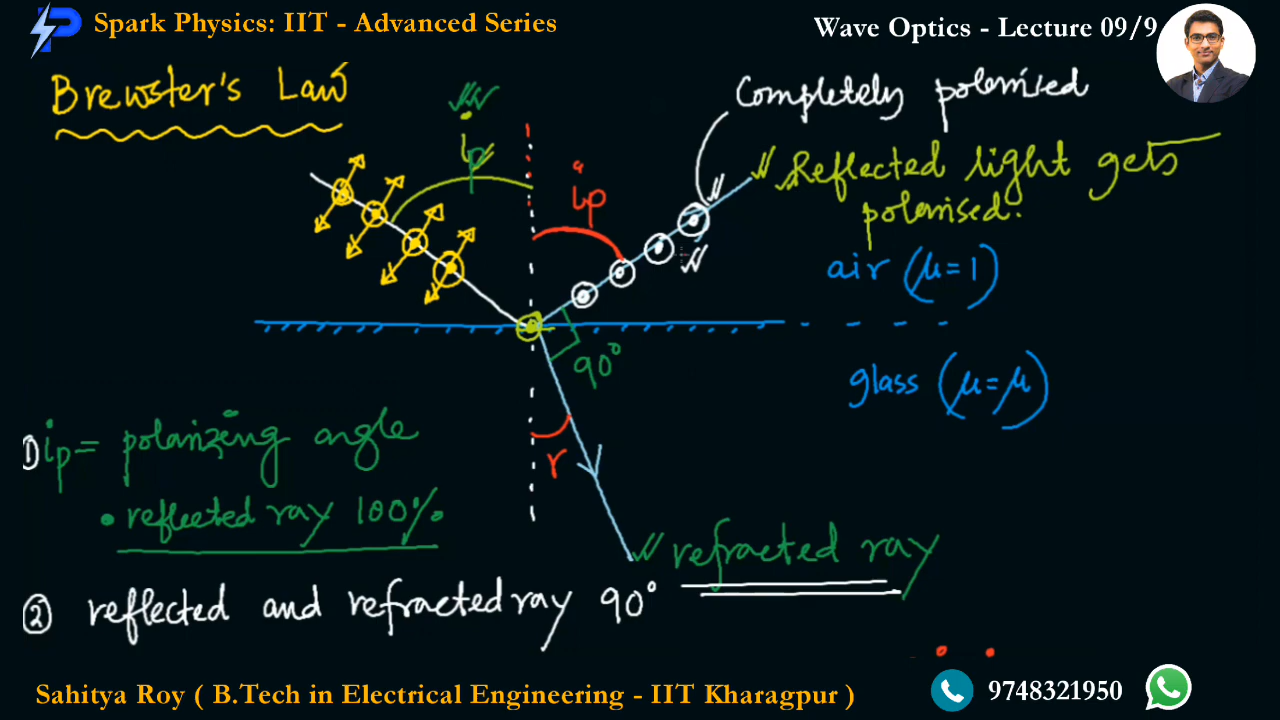 Spark Physics: IIT - Advanced Series
Wave Optics - Lecture 09/9
Brewster's Law
Completely polarised
ip
ip
Reflected light gets
polarised.
air (μ=1)
90°
glass (μ=μ)
① ip = polarizing angle
r
• reflected ray 100%
refracted ray
② reflected and refracted ray 90°
Sahitya Roy ( B.Tech in Electrical Engineering - IIT Kharagpur )
9748321950